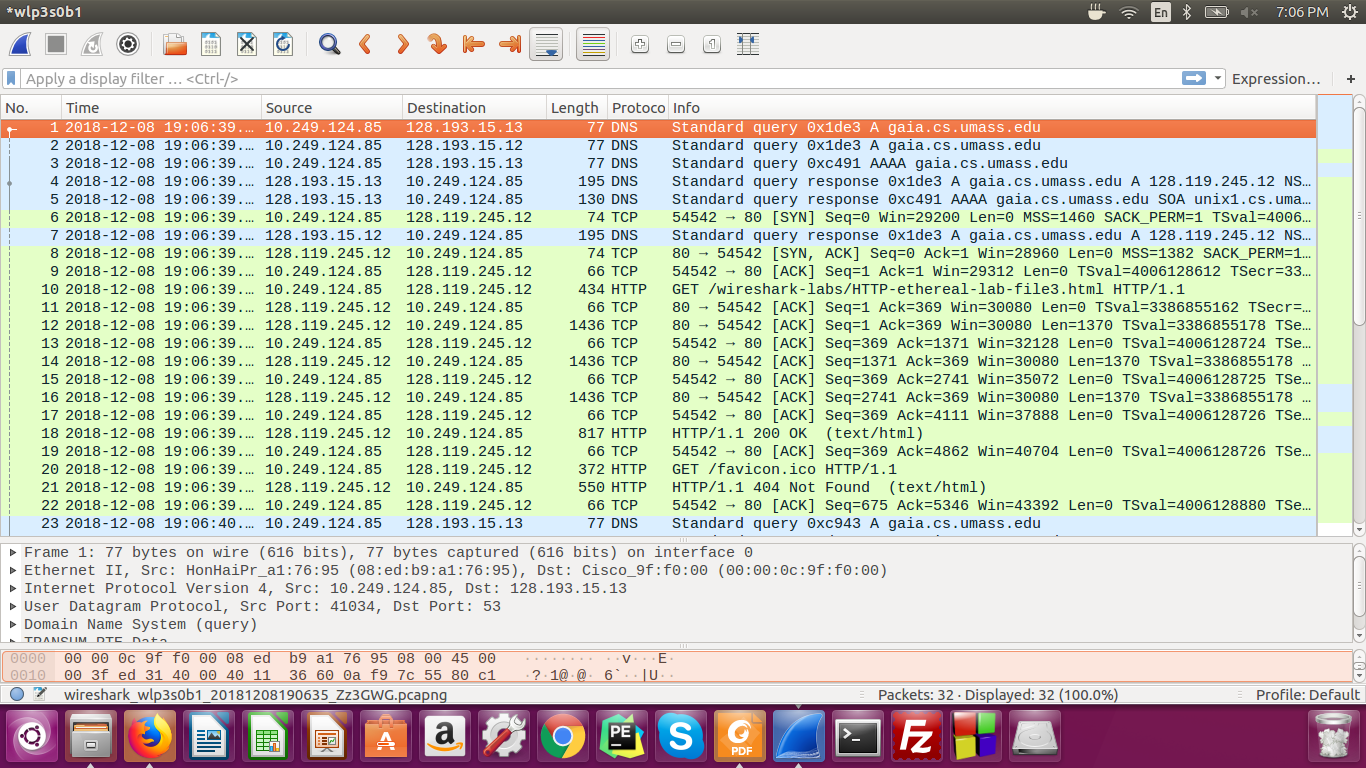 *wlp3s0b1 En 7:06 PM
Apply a display filter … <Ctrl-/> Expression… +
No. Time Source Destination Length Protoco Info
1 2018-12-08 19:06:39.… 10.249.124.85 128.193.15.13 77 DNS Standard query 0x1de3 A gaia.cs.umass.edu
2 2018-12-08 19:06:39.… 10.249.124.85 128.193.15.12 77 DNS Standard query 0x1de3 A gaia.cs.umass.edu
3 2018-12-08 19:06:39.… 10.249.124.85 128.193.15.13 77 DNS Standard query 0xc491 AAAA gaia.cs.umass.edu
4 2018-12-08 19:06:39.… 128.193.15.13 10.249.124.85 195 DNS Standard query response 0x1de3 A gaia.cs.umass.edu A 128.119.245.12 NS…
5 2018-12-08 19:06:39.… 128.193.15.13 10.249.124.85 130 DNS Standard query response 0xc491 AAAA gaia.cs.umass.edu SOA unix1.cs.uma…
6 2018-12-08 19:06:39.… 10.249.124.85 128.119.245.12 74 TCP 54542 → 80 [SYN] Seq=0 Win=29200 Len=0 MSS=1460 SACK_PERM=1 TSval=4006…
7 2018-12-08 19:06:39.… 128.193.15.12 10.249.124.85 195 DNS Standard query response 0x1de3 A gaia.cs.umass.edu A 128.119.245.12 NS…
8 2018-12-08 19:06:39.… 128.119.245.12 10.249.124.85 74 TCP 80 → 54542 [SYN, ACK] Seq=0 Ack=1 Win=28960 Len=0 MSS=1382 SACK_PERM=1…
9 2018-12-08 19:06:39.… 10.249.124.85 128.119.245.12 66 TCP 54542 → 80 [ACK] Seq=1 Ack=1 Win=29312 Len=0 TSval=4006128612 TSecr=33…
10 2018-12-08 19:06:39.… 10.249.124.85 128.119.245.12 434 HTTP GET /wireshark-labs/HTTP-ethereal-lab-file3.html HTTP/1.1
11 2018-12-08 19:06:39.… 128.119.245.12 10.249.124.85 66 TCP 80 → 54542 [ACK] Seq=1 Ack=369 Win=30080 Len=0 TSval=3386855162 TSecr=…
12 2018-12-08 19:06:39.… 128.119.245.12 10.249.124.85 1436 TCP 80 → 54542 [ACK] Seq=1 Ack=369 Win=30080 Len=1370 TSval=3386855178 TSe…
13 2018-12-08 19:06:39.… 10.249.124.85 128.119.245.12 66 TCP 54542 → 80 [ACK] Seq=369 Ack=1371 Win=32128 Len=0 TSval=4006128724 TSe…
14 2018-12-08 19:06:39.… 128.119.245.12 10.249.124.85 1436 TCP 80 → 54542 [ACK] Seq=1371 Ack=369 Win=30080 Len=1370 TSval=3386855178 …
15 2018-12-08 19:06:39.… 10.249.124.85 128.119.245.12 66 TCP 54542 → 80 [ACK] Seq=369 Ack=2741 Win=35072 Len=0 TSval=4006128725 TSe…
16 2018-12-08 19:06:39.… 128.119.245.12 10.249.124.85 1436 TCP 80 → 54542 [ACK] Seq=2741 Ack=369 Win=30080 Len=1370 TSval=3386855178 …
17 2018-12-08 19:06:39.… 10.249.124.85 128.119.245.12 66 TCP 54542 → 80 [ACK] Seq=369 Ack=4111 Win=37888 Len=0 TSval=4006128726 TSe…
18 2018-12-08 19:06:39.… 128.119.245.12 10.249.124.85 817 HTTP HTTP/1.1 200 OK (text/html)
19 2018-12-08 19:06:39.… 10.249.124.85 128.119.245.12 66 TCP 54542 → 80 [ACK] Seq=369 Ack=4862 Win=40704 Len=0 TSval=4006128726 TSe…
20 2018-12-08 19:06:39.… 10.249.124.85 128.119.245.12 372 HTTP GET /favicon.ico HTTP/1.1
21 2018-12-08 19:06:39.… 128.119.245.12 10.249.124.85 550 HTTP HTTP/1.1 404 Not Found (text/html)
22 2018-12-08 19:06:39.… 10.249.124.85 128.119.245.12 66 TCP 54542 → 80 [ACK] Seq=675 Ack=5346 Win=43392 Len=0 TSval=4006128880 TSe…
23 2018-12-08 19:06:40.… 10.249.124.85 128.193.15.13 77 DNS Standard query 0xc943 A gaia.cs.umass.edu
Frame 1: 77 bytes on wire (616 bits), 77 bytes captured (616 bits) on interface 0
Ethernet II, Src: HonHaiPr_a1:76:95 (08:ed:b9:a1:76:95), Dst: Cisco_9f:f0:00 (00:00:0c:9f:f0:00)
Internet Protocol Version 4, Src: 10.249.124.85, Dst: 128.193.15.13
User Datagram Protocol, Src Port: 41034, Dst Port: 53
Domain Name System (query)
TRANSUM RTE Data
0000 00 00 0c 9f f0 00 08 ed b9 a1 76 95 08 00 45 00 ········ ··v···E·
0010 00 3f ed 31 40 00 40 11 36 60 0a f9 7c 55 80 c1 ·?·1@·@· 6`··|U··
wireshark_wlp3s0b1_20181208190635_Zz3GWG.pcapng Packets: 32 · Displayed: 32 (100.0%) Profile: Default
A a PE S PDF >_ Fz